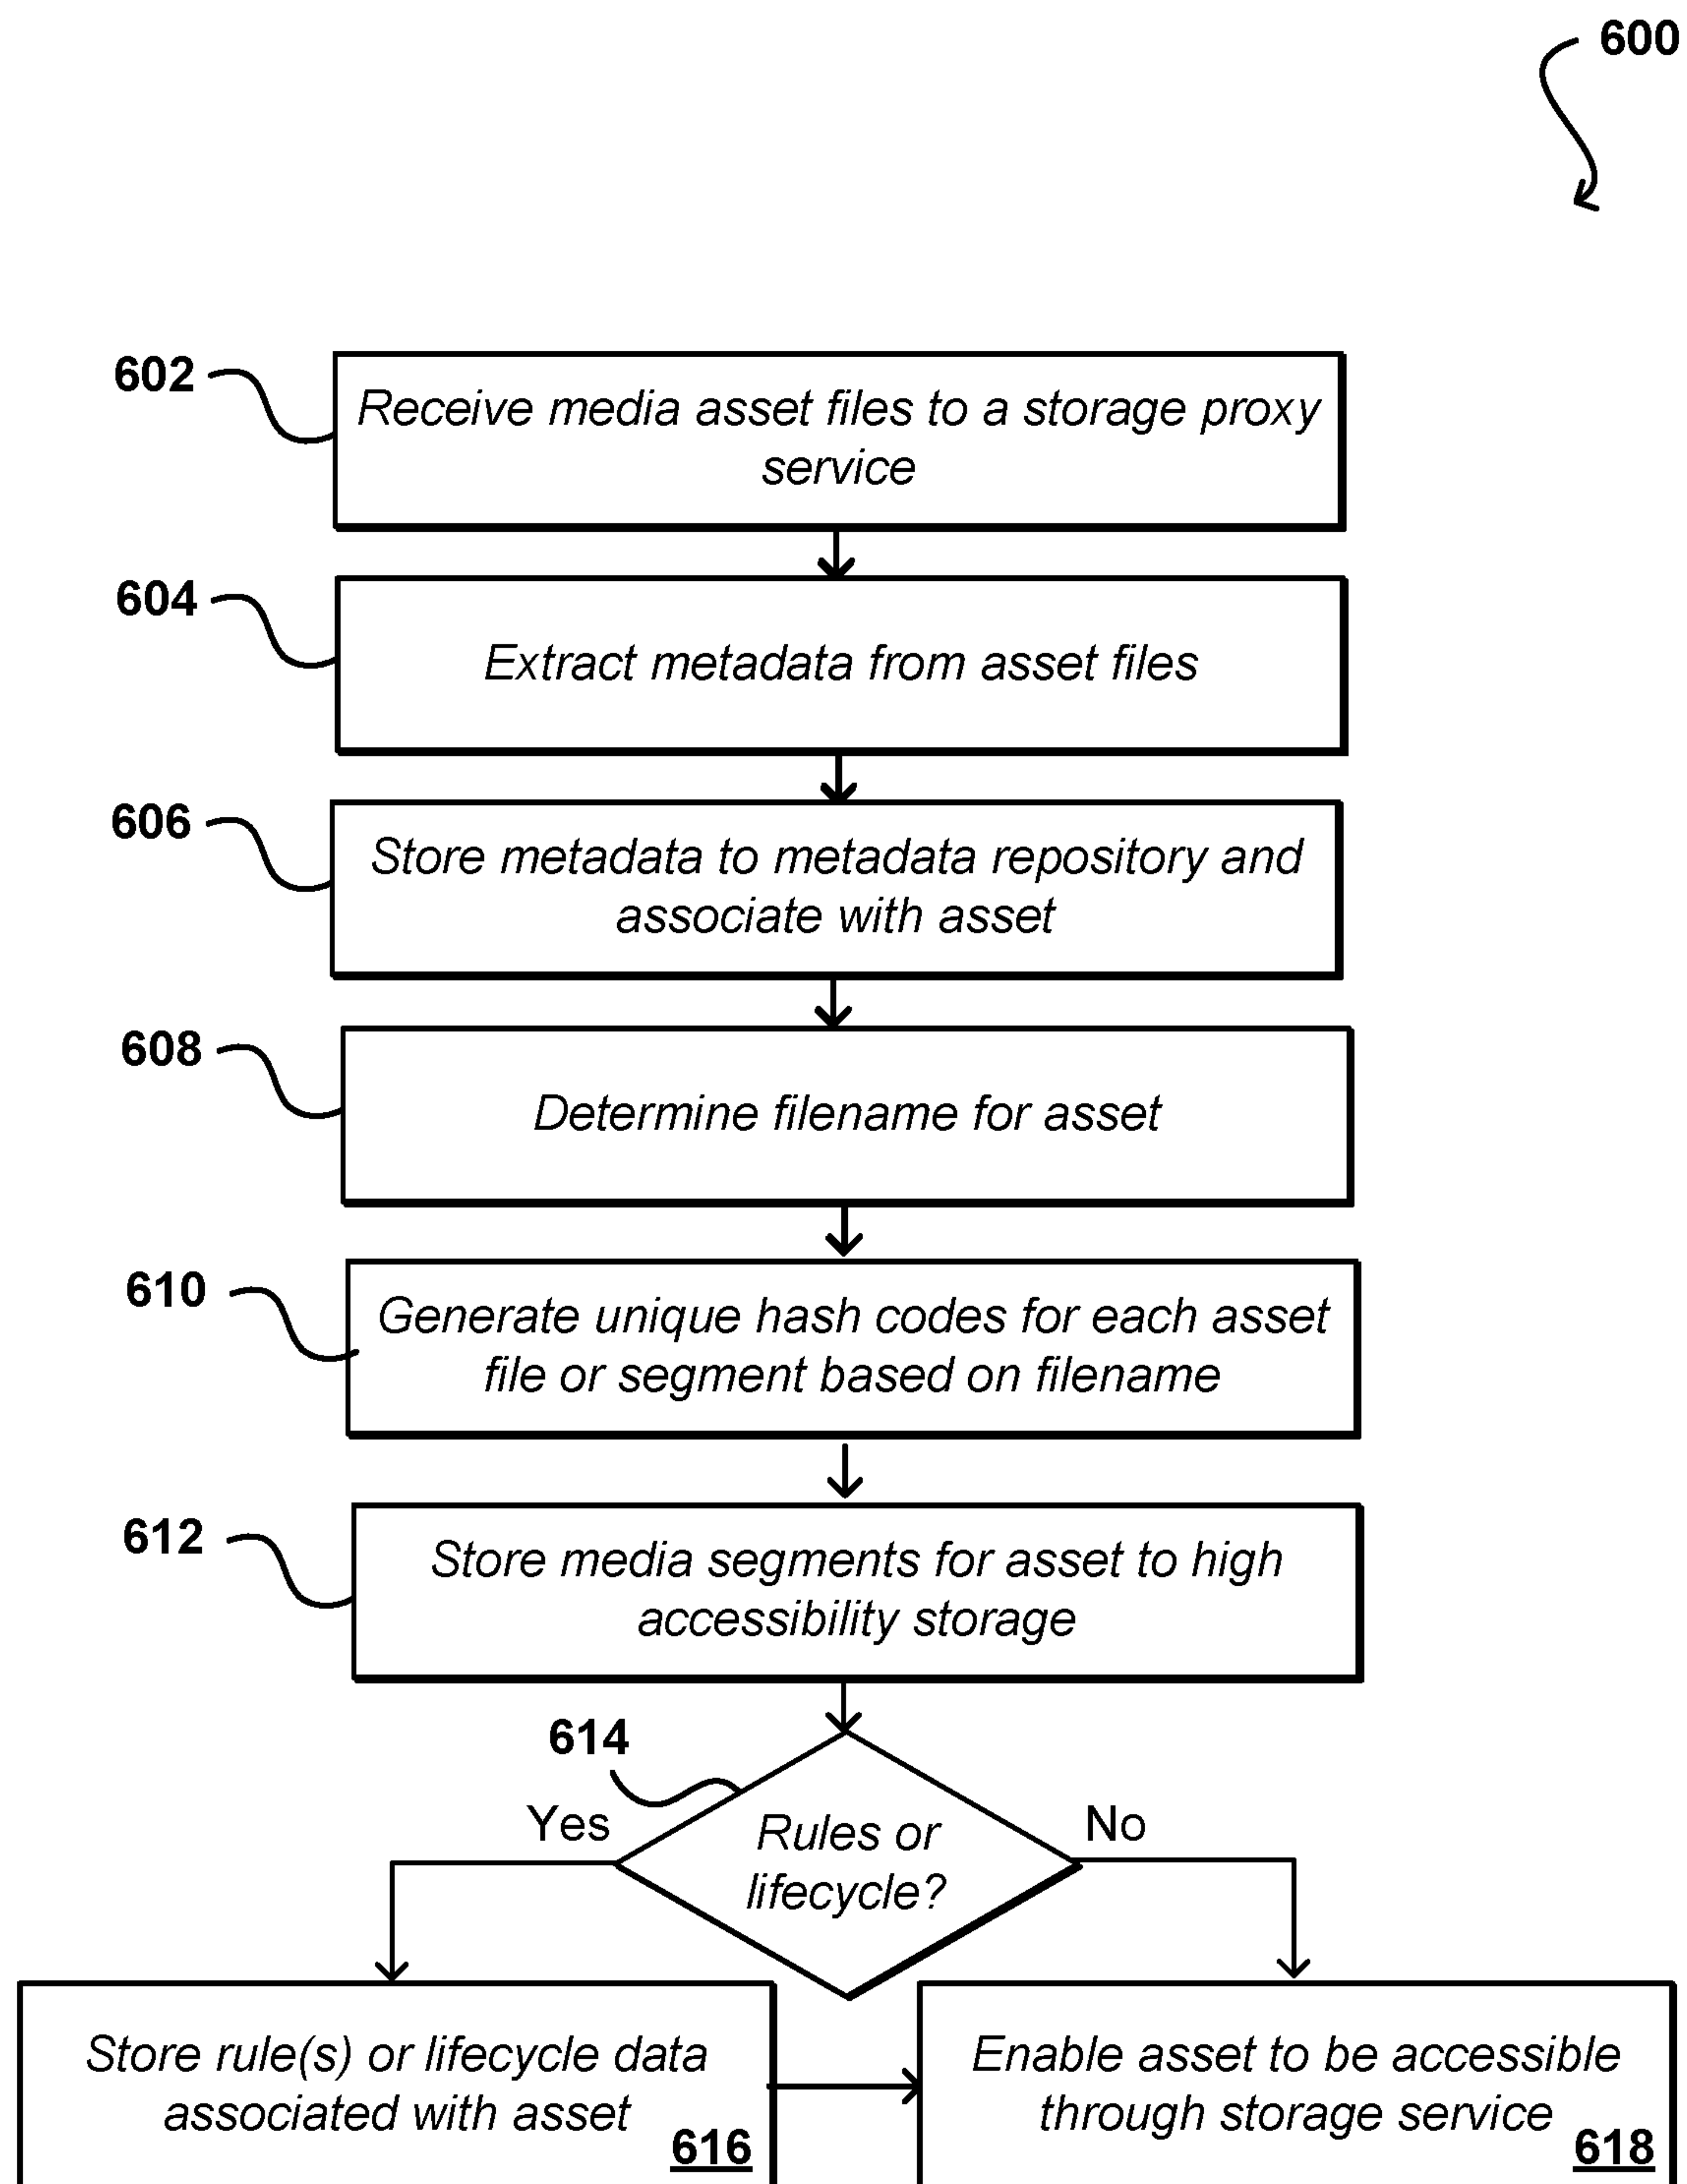 600
602
Receive media asset files to a storage proxy
service
604
Extract metadata from asset files
606
Store metadata to metadata repository and
associate with asset
608
Determine filename for asset
610
Generate unique hash codes for each asset
file or segment based on filename
612
Store media segments for asset to high
accessibility storage
614
Yes
Rules or
lifecycle?
No
Store rule(s) or lifecycle data
associated with asset
616
Enable asset to be accessible
through storage service
618